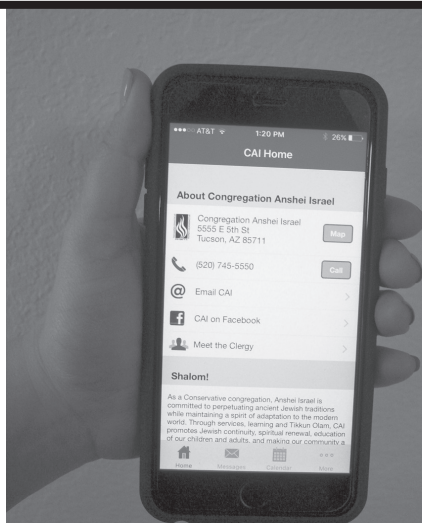 AT&T 1:20 PM 26%
CAI Home
About Congregation Anshei Israel
Congregation Anshei Israel
5555 E 5th St
Tucson, AZ 85711
Map
(520) 745-5550
Call
@ Email CAI
f CAI on Facebook
Meet the Clergy
Shalom!
As a Conservative congregation, Anshei Israel is
committed to perpetuating ancient Jewish traditions
while maintaining a spirit of adaptation to the modern
world. Through services, learning and Tikkun Olam, CAI
promotes Jewish continuity, spiritual renewal, education
of our children and adults, and making our community a
Home Messages Calendar More